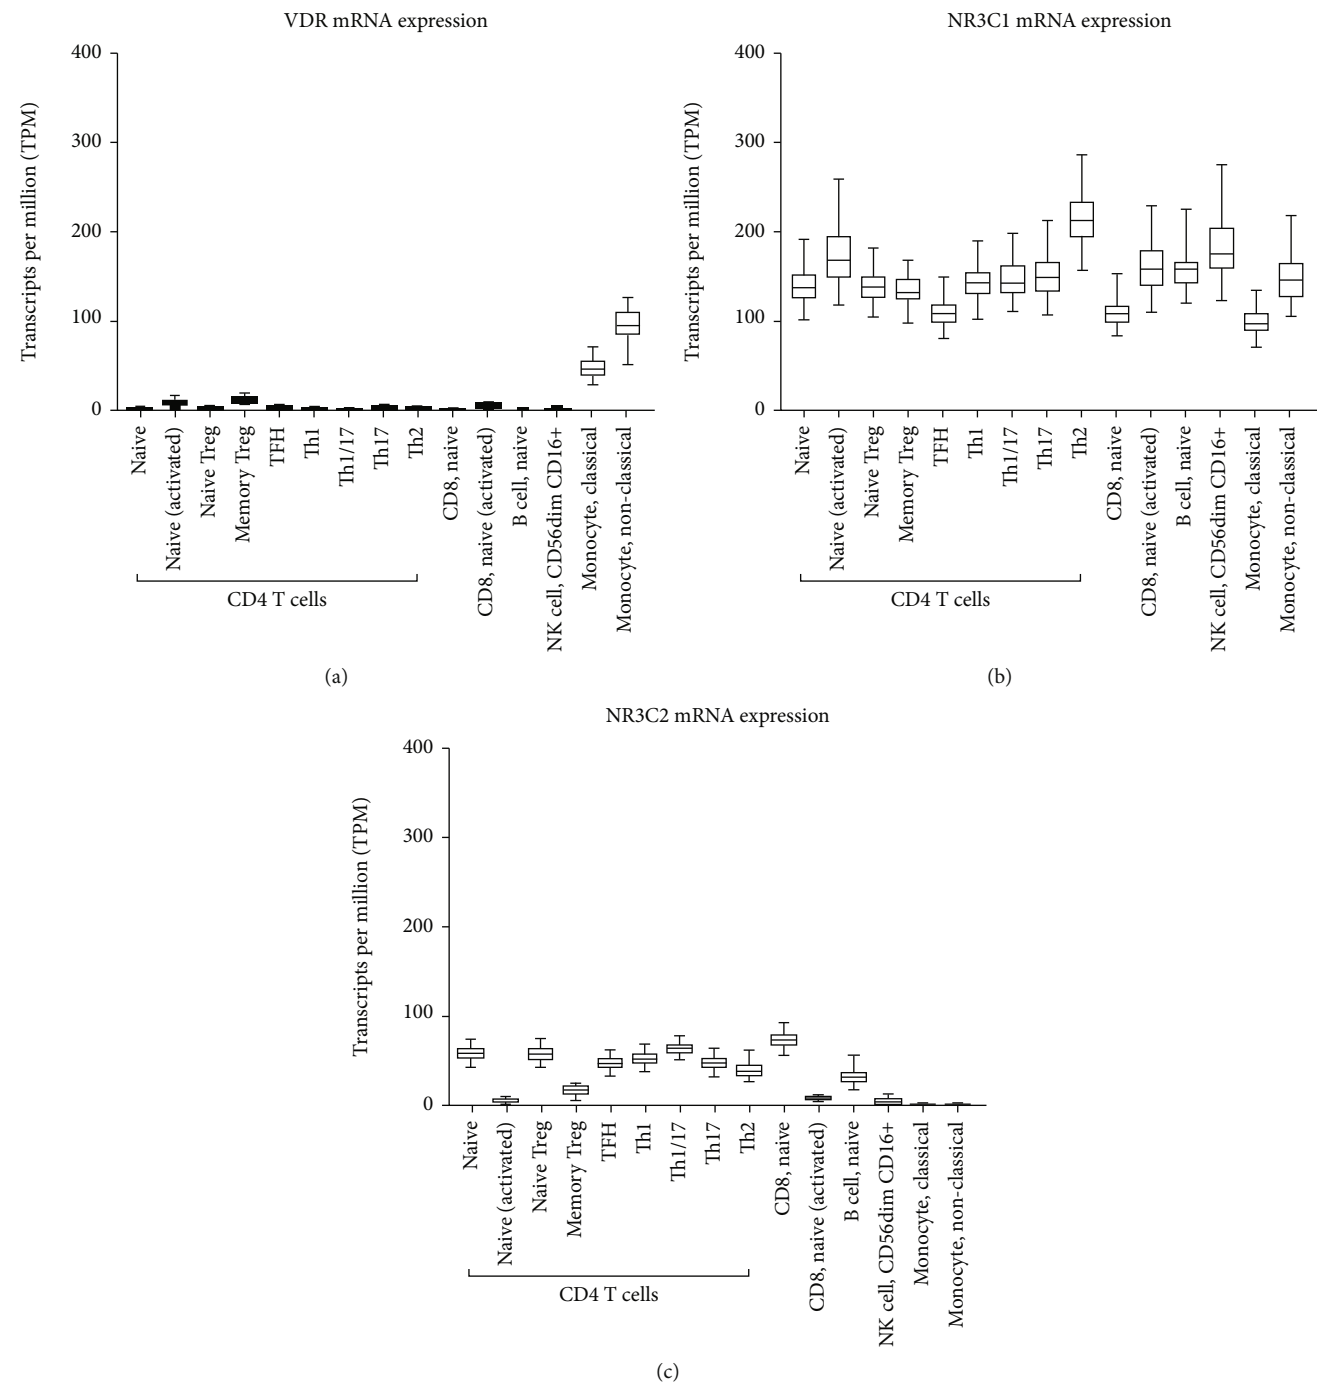 VDR mRNA expression
Transcripts per million (TPM)
400
300
200
100
0
Naive
Naive (activated)
Naive Treg
Memory Treg
TFH
Th1
Th1/17
Th17
Th2
CD8, naive
CD8, naive (activated)
B cell, naive
NK cell, CD56dim CD16+
Monocyte, classical
Monocyte, non-classical
CD4 T cells
(a)
NR3C1 mRNA expression
Transcripts per million (TPM)
400
300
200
100
0
Naive
Naive (activated)
Naive Treg
Memory Treg
TFH
Th1
Th1/17
Th17
Th2
CD8, naive
CD8, naive (activated)
B cell, naive
NK cell, CD56dim CD16+
Monocyte, classical
Monocyte, non-classical
CD4 T cells
(b)
NR3C2 mRNA expression
Transcripts per million (TPM)
400
300
200
100
0
Naive
Naive (activated)
Naive Treg
Memory Treg
TFH
Th1
Th1/17
Th17
Th2
CD8, naive
CD8, naive (activated)
B cell, naive
NK cell, CD56dim CD16+
Monocyte, classical
Monocyte, non-classical
CD4 T cells
(c)